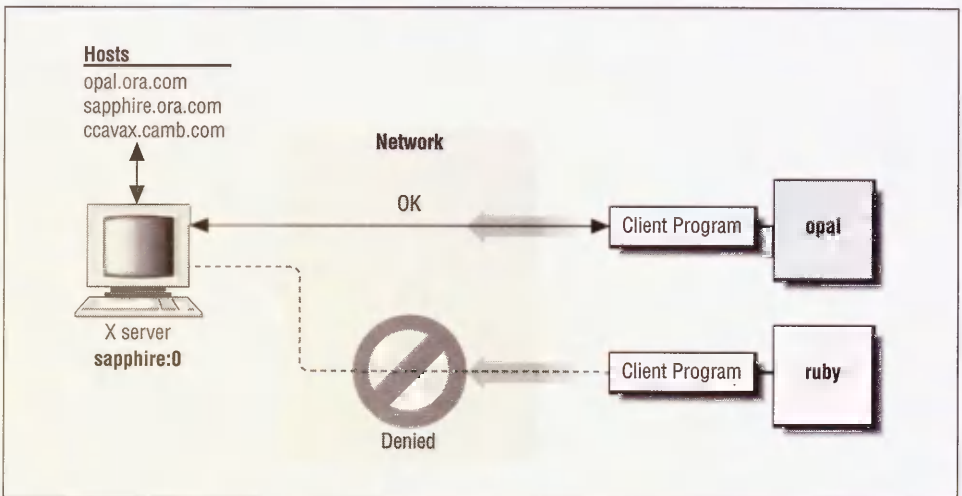 Hosts
opal.ora.com
sapphire.ora.com
ccavax.camb.com
Network
OK
Client Program
opal
X server
sapphire:0
Client Program
ruby
Denied